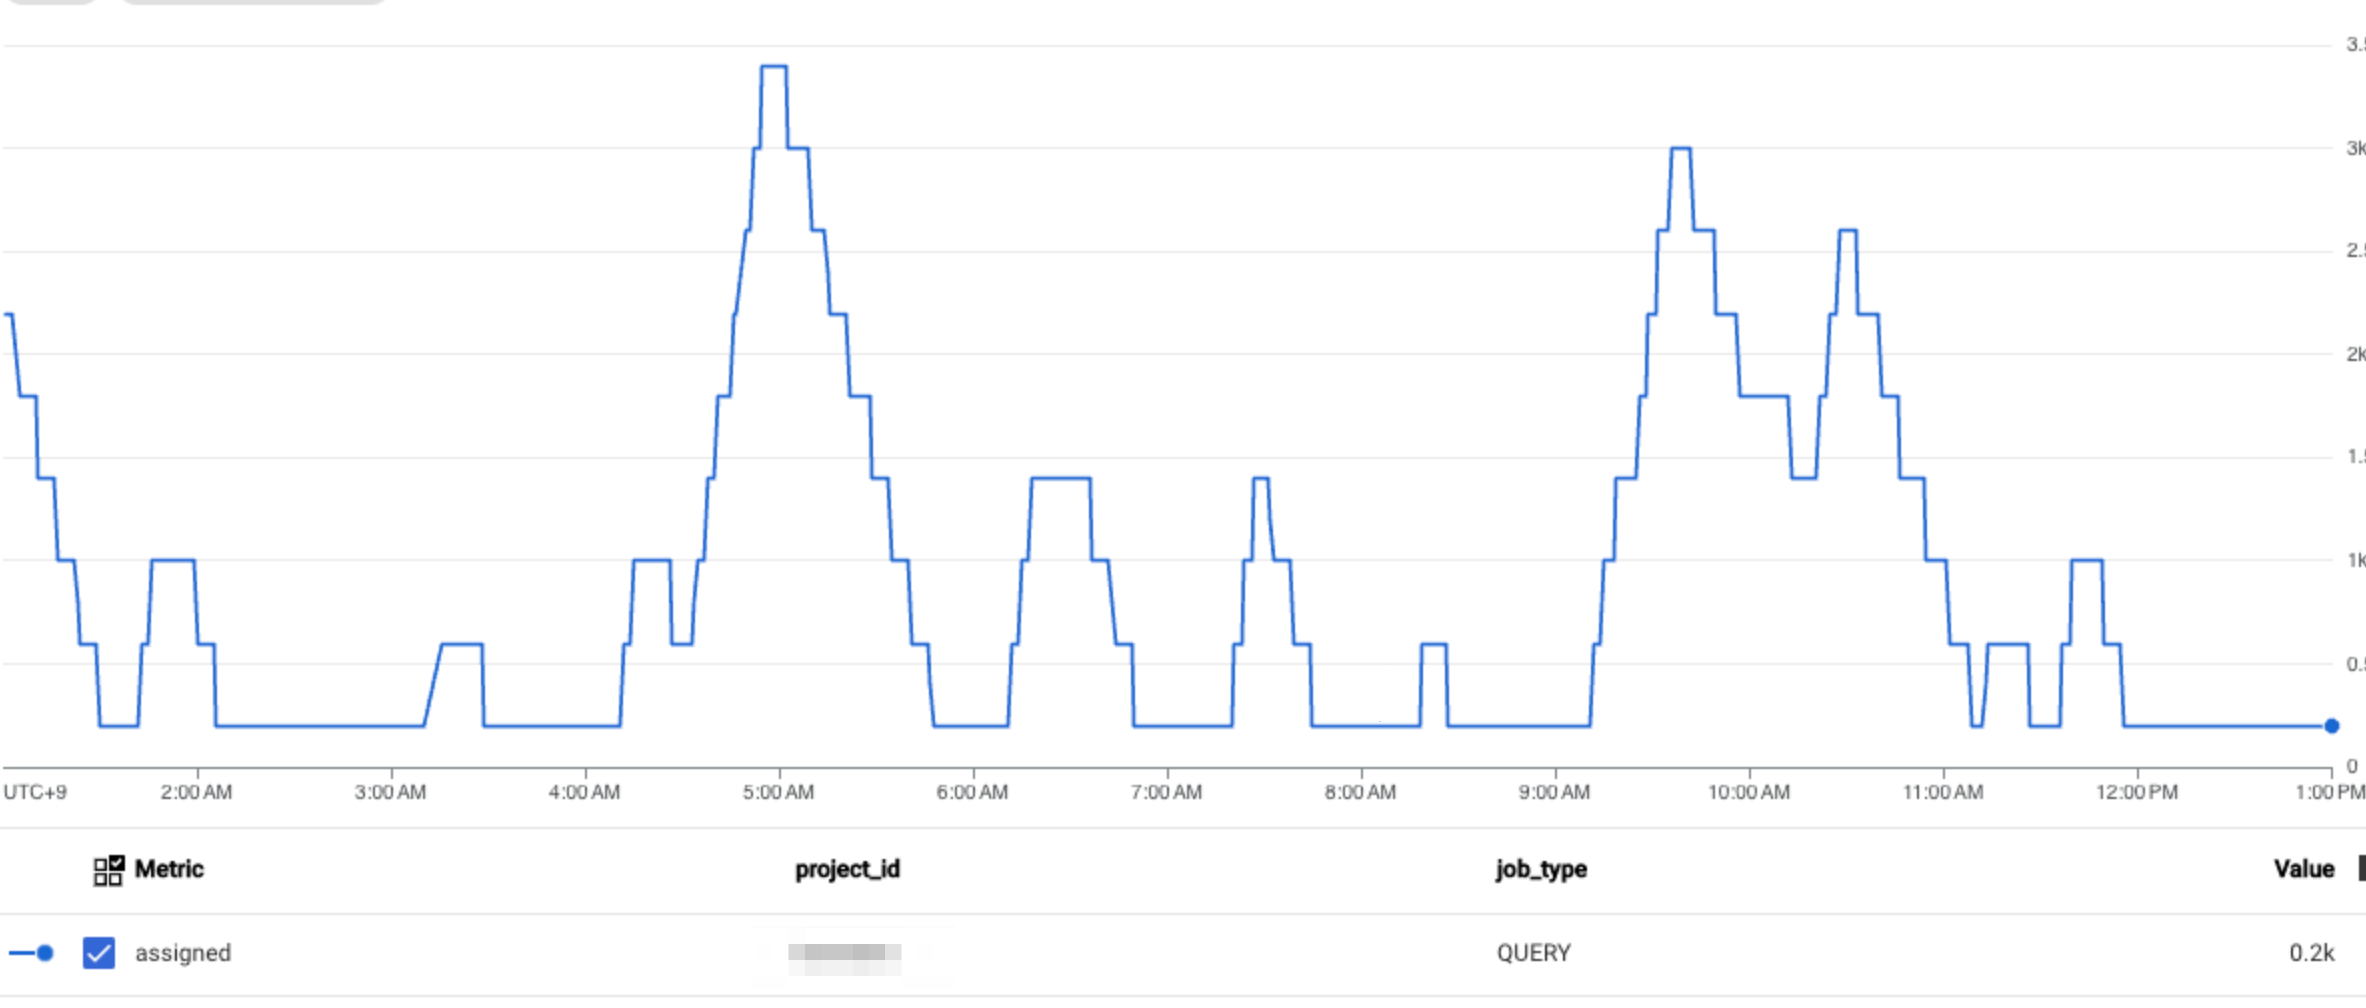 3.5
3k
2.5
2k
1.5
1k
0.5
0
UTC+9 2:00 AM 3:00 AM 4:00 AM 5:00 AM 6:00 AM 7:00 AM 8:00 AM 9:00 AM 10:00 AM 11:00 AM 12:00 PM 1:00 PM
Metric project_id job_type Value
assigned QUERY 0.2k